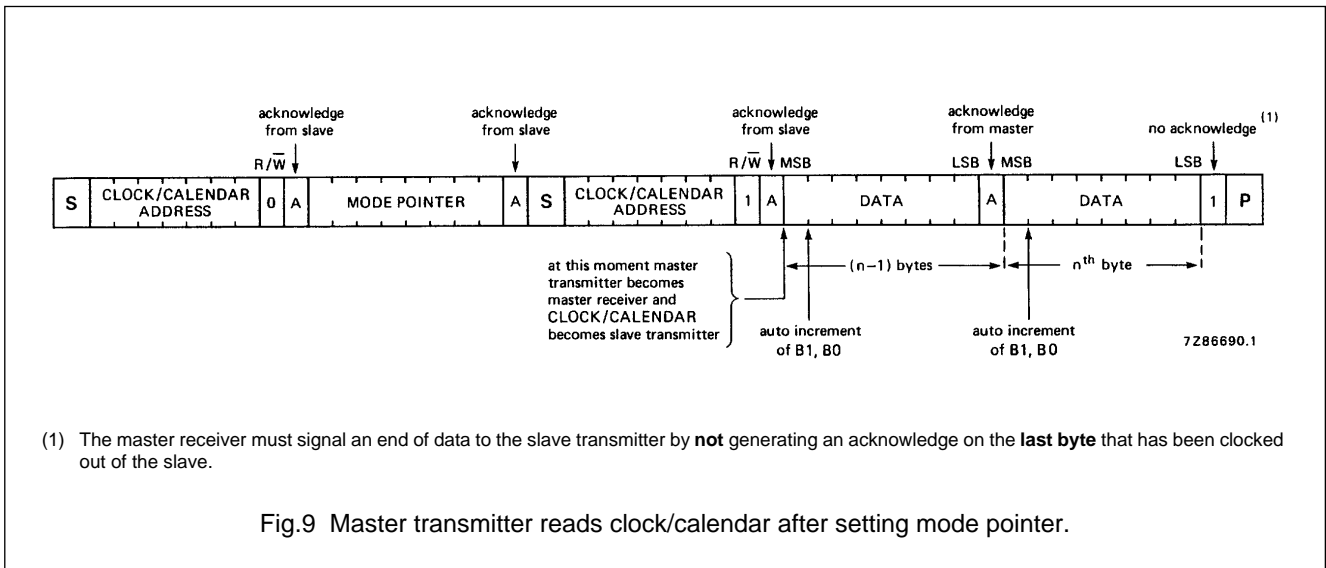 acknowledge from slave
acknowledge from slave
acknowledge from slave
acknowledge from master
no acknowledge (1)
R/W̅
R/W̅ MSB
LSB MSB
LSB
S CLOCK/CALENDAR ADDRESS 0 A MODE POINTER A S CLOCK/CALENDAR ADDRESS 1 A DATA A DATA 1 P
at this moment master
transmitter becomes
master receiver and
CLOCK/CALENDAR
becomes slave transmitter
(n−1) bytes
nth byte
auto increment
of B1, B0
auto increment
of B1, B0
7Z86690.1
(1) The master receiver must signal an end of data to the slave transmitter by not generating an acknowledge on the last byte that has been clocked
out of the slave.
Fig.9 Master transmitter reads clock/calendar after setting mode pointer.